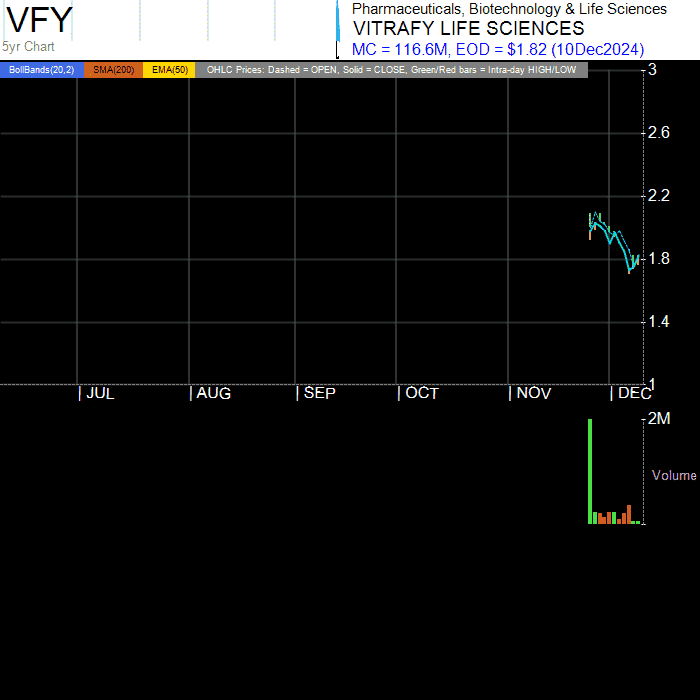 VFY
5yr Chart
Pharmaceuticals, Biotechnology & Life Sciences
VITRAFY LIFE SCIENCES
MC = 116.6M, EOD = $1.82 (10Dec2024)
BollBands(20,2) SMA(200) EMA(50) OHLC Prices: Dashed = OPEN, Solid = CLOSE, Green/Red bars = Intra-day HIGH/LOW
3
2.6
2.2
1.8
1.4
1
| JUL | AUG | SEP | OCT | NOV | DEC
2M
Volume